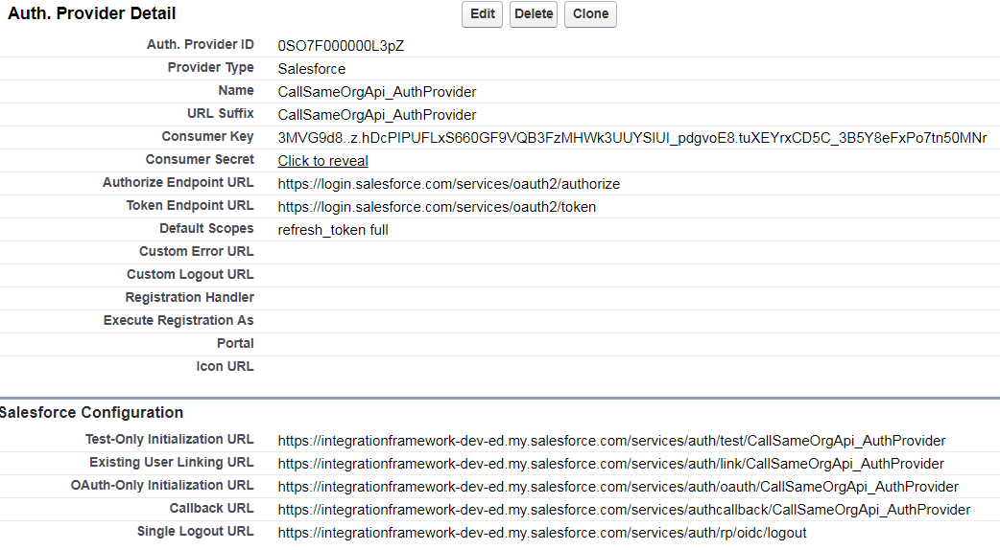 Auth. Provider Detail Edit Delete Clone
Auth. Provider ID 0SO7F000000L3pZ
Provider Type Salesforce
Name CallSameOrgApi_AuthProvider
URL Suffix CallSameOrgApi_AuthProvider
Consumer Key 3MVG9d8..z.hDcPIPUFLxS660GF9VQB3FzMHWk3UUYSIUI_pdgvoE8.tuXEYrxCD5C_3B5Y8eFxPo7tn50MNr
Consumer Secret Click to reveal
Authorize Endpoint URL https://login.salesforce.com/services/oauth2/authorize
Token Endpoint URL https://login.salesforce.com/services/oauth2/token
Default Scopes refresh_token full
Custom Error URL
Custom Logout URL
Registration Handler
Execute Registration As
Portal
Icon URL
Salesforce Configuration
Test-Only Initialization URL https://integrationframework-dev-ed.my.salesforce.com/services/auth/test/CallSameOrgApi_AuthProvider
Existing User Linking URL https://integrationframework-dev-ed.my.salesforce.com/services/auth/link/CallSameOrgApi_AuthProvider
OAuth-Only Initialization URL https://integrationframework-dev-ed.my.salesforce.com/services/auth/oauth/CallSameOrgApi_AuthProvider
Callback URL https://integrationframework-dev-ed.my.salesforce.com/services/authcallback/CallSameOrgApi_AuthProvider
Single Logout URL https://integrationframework-dev-ed.my.salesforce.com/services/auth/rp/oidc/logout